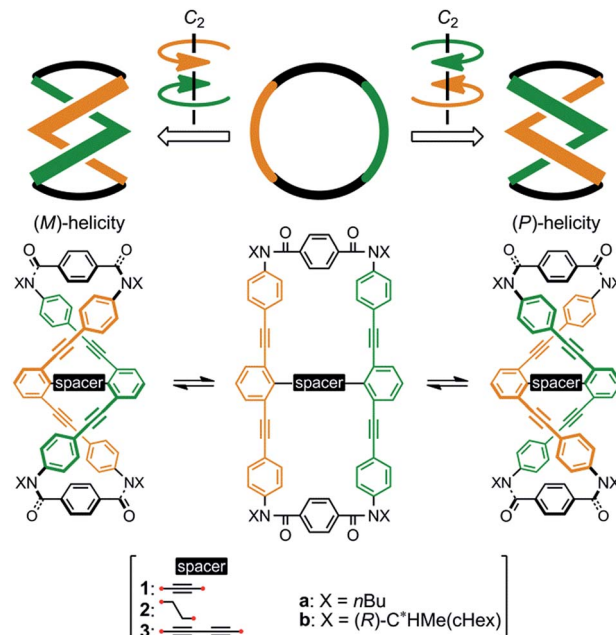 C2 C2
(M)-helicity (P)-helicity
O O
XN NX XN O O NX XN NX
spacer spacer spacer
XN NX XN O O NX XN NX
O O O O
spacer
1: a: X = nBu
2: b: X = (R)-C*HMe(cHex)
3: